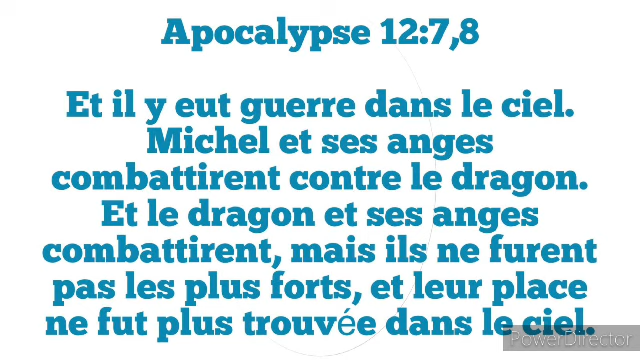 Apocalypse 12:7,8
Et il y eut guerre dans le ciel.
Michel et ses anges
combattirent contre le dragon.
Et le dragon et ses anges
combattirent, mais ils ne furent
pas les plus forts, et leur place
ne fut plus trouvée dans le ciel.
PowerDirector